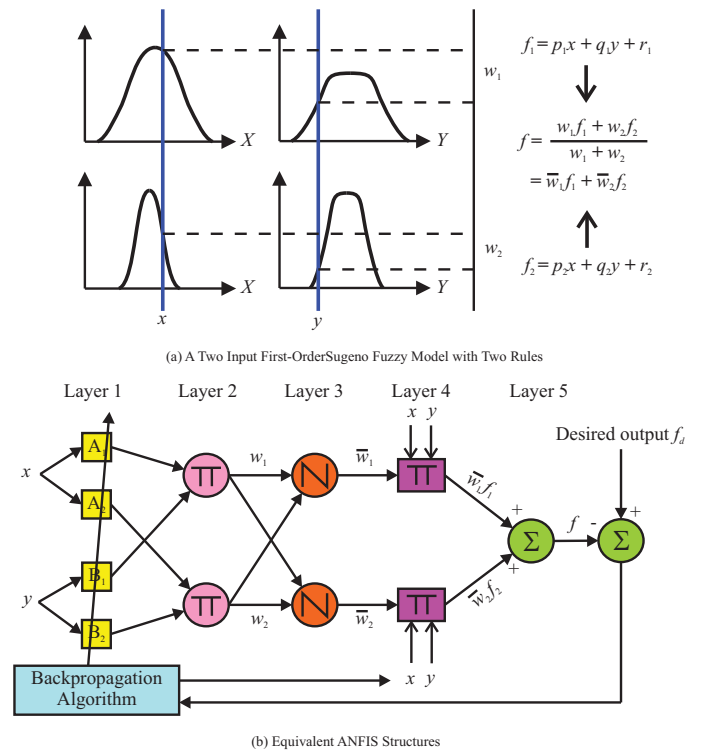 w₁
f₁ = p₁x + q₁y + r₁
X
Y
f = w₁f₁ + w₂f₂ / w₁ + w₂
= w̅₁f₁ + w̅₂f₂
w₂
f₂ = p₂x + q₂y + r₂
X
Y
x
y
(a) A Two Input First-OrderSugeno Fuzzy Model with Two Rules
Layer 1 Layer 2 Layer 3 Layer 4 Layer 5
x y
Desired output f_d
A₁
w₁
w̅₁
x
Π
N
Π
w̅₁f₁
A₂
+
+
f
-
Σ
Σ
B₁
+
y
Π
N
Π
w̅₂f₂
B₂
w₂
w̅₂
x y
Backpropagation
Algorithm
(b) Equivalent ANFIS Structures